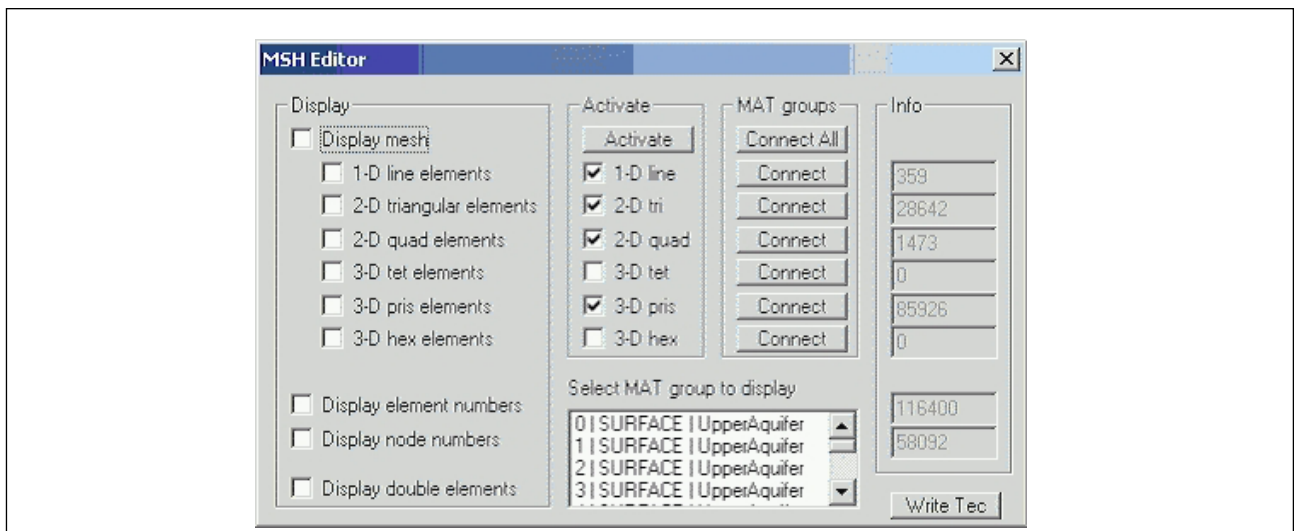 MSH Editor
Display
Display mesh
1-D line elements
2-D triangular elements
2-D quad elements
3-D tet elements
3-D pris elements
3-D hex elements
Display element numbers
Display node numbers
Display double elements
Activate
Activate
1-D line
2-D tri
2-D quad
3-D tet
3-D pris
3-D hex
MAT groups
Connect All
Connect
Connect
Connect
Connect
Connect
Connect
Select MAT group to display
0 | SURFACE | UpperAquifer
1 | SURFACE | UpperAquifer
2 | SURFACE | UpperAquifer
3 | SURFACE | UpperAquifer
Info
359
28642
1473
0
85926
0
116400
58092
Write Tec